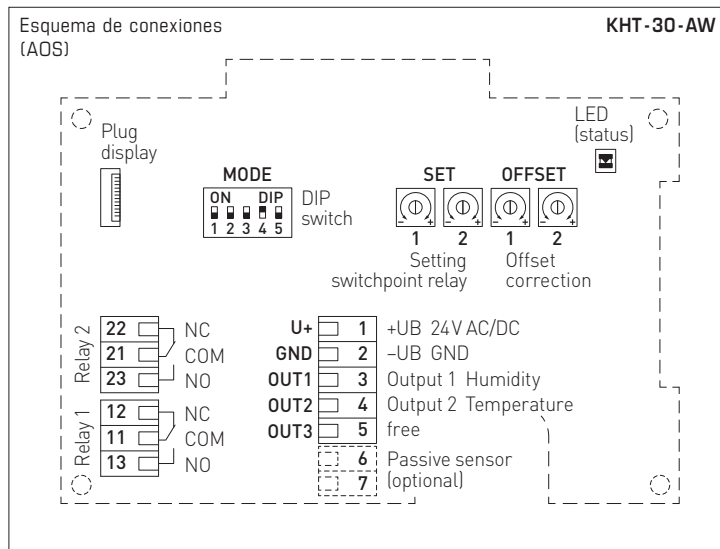 Esquema de conexiones
(AOS)
KHT-30-AW
Plug
display
LED
(status)
MODE
ON DIP
1 2 3 4 5
DIP
switch
SET OFFSET
- + - + - + - +
1 2 1 2
Setting
switchpoint relay
Offset
correction
Relay 2
22 NC
21 COM
23 NO
Relay 1
12 NC
11 COM
13 NO
U+ 1 +UB 24V AC/DC
GND 2 –UB GND
OUT1 3 Output 1 Humidity
OUT2 4 Output 2 Temperature
OUT3 5 free
6 Passive sensor
7 (optional)